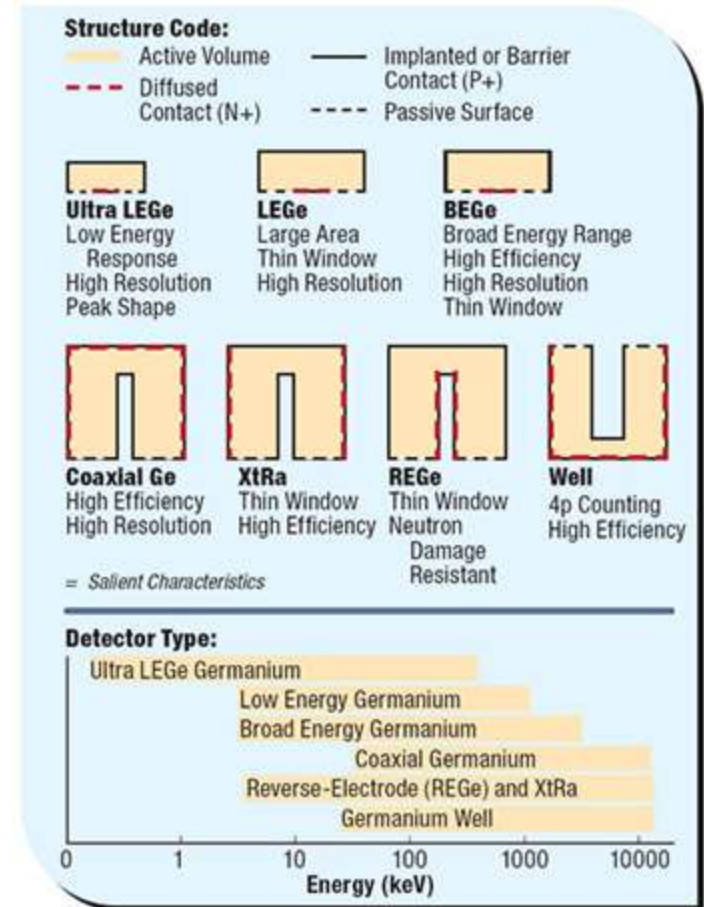 Structure Code:
Active Volume
Diffused
Contact (N+)
Implanted or Barrier
Contact (P+)
Passive Surface
Ultra LEGe
Low Energy
Response
High Resolution
Peak Shape
LEGe
Large Area
Thin Window
High Resolution
BEGe
Broad Energy Range
High Efficiency
High Resolution
Thin Window
Coaxial Ge
High Efficiency
High Resolution
XtRa
Thin Window
High Efficiency
REGe
Thin Window
Neutron
Damage
Resistant
Well
4p Counting
High Efficiency
= Salient Characteristics
Detector Type:
Ultra LEGe Germanium
Low Energy Germanium
Broad Energy Germanium
Coaxial Germanium
Reverse-Electrode (REGe) and XtRa
Germanium Well
0 1 10 100 1000 10000
Energy (keV)